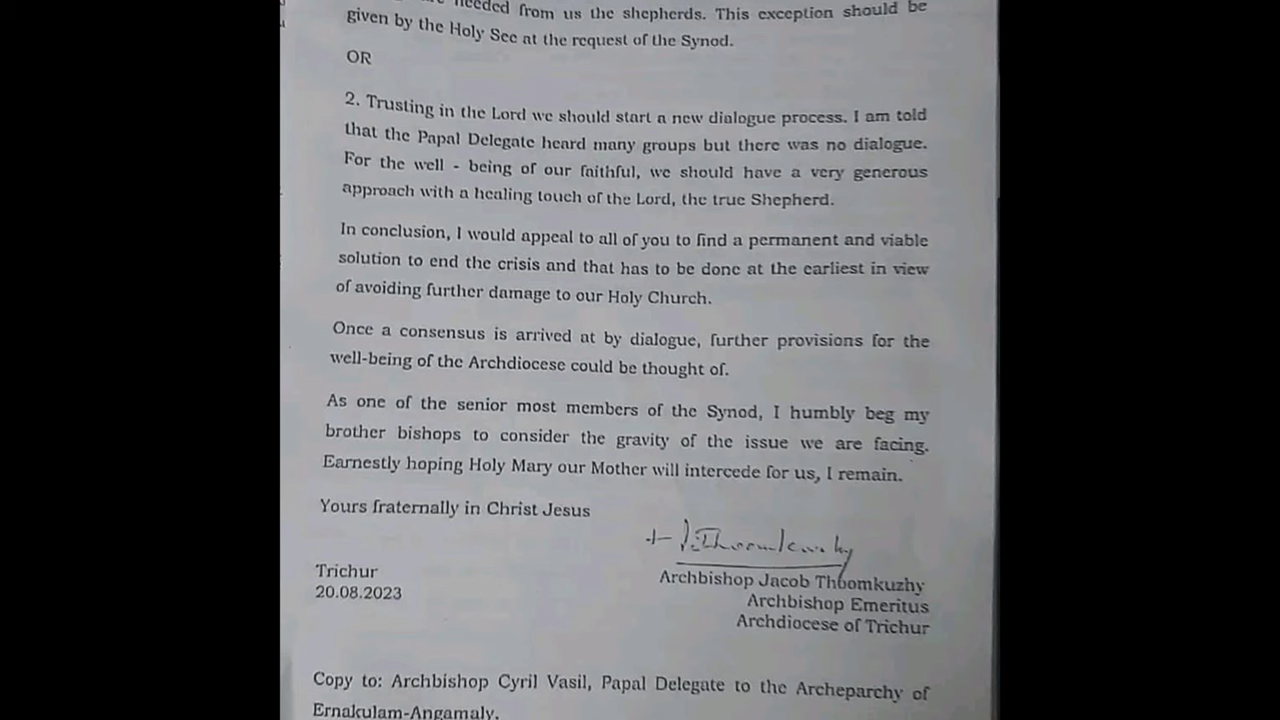 needed from us the shepherds. This exception should be
given by the Holy See at the request of the Synod.
OR
2. Trusting in the Lord we should start a new dialogue process. I am told
that the Papal Delegate heard many groups but there was no dialogue.
For the well - being of our faithful, we should have a very generous
approach with a healing touch of the Lord, the true Shepherd.
In conclusion, I would appeal to all of you to find a permanent and viable
solution to end the crisis and that has to be done at the earliest in view
of avoiding further damage to our Holy Church.
Once a consensus is arrived at by dialogue, further provisions for the
well-being of the Archdiocese could be thought of.
As one of the senior most members of the Synod, I humbly beg my
brother bishops to consider the gravity of the issue we are facing.
Earnestly hoping Holy Mary our Mother will intercede for us, I remain.
Yours fraternally in Christ Jesus
+ J. Thoomkuzhy
Archbishop Jacob Thoomkuzhy
Archbishop Emeritus
Archdiocese of Trichur
Trichur
20.08.2023
Copy to: Archbishop Cyril Vasil, Papal Delegate to the Archeparchy of
Ernakulam-Angamaly.